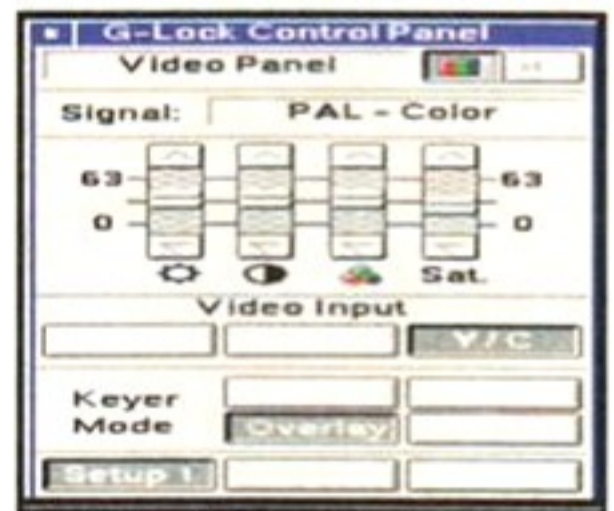 G-Lock Control Panel
Video Panel
Signal: PAL - Color
63 63
0 0
Sat.
Video Input
Y/C
Keyer
Mode
Overlay
Setup 1